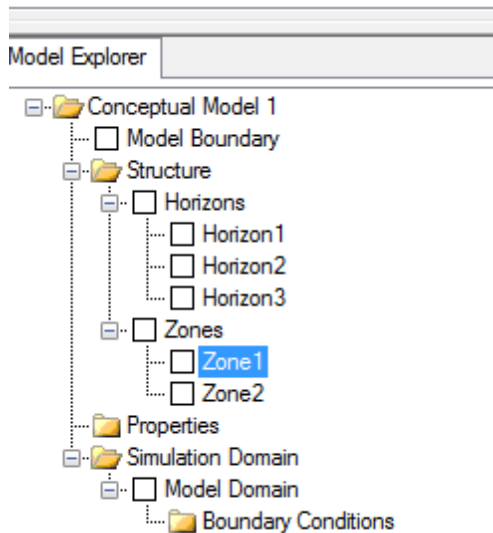 Model Explorer
Conceptual Model 1
Model Boundary
Structure
Horizons
Horizon1
Horizon2
Horizon3
Zones
Zone1
Zone2
Properties
Simulation Domain
Model Domain
Boundary Conditions